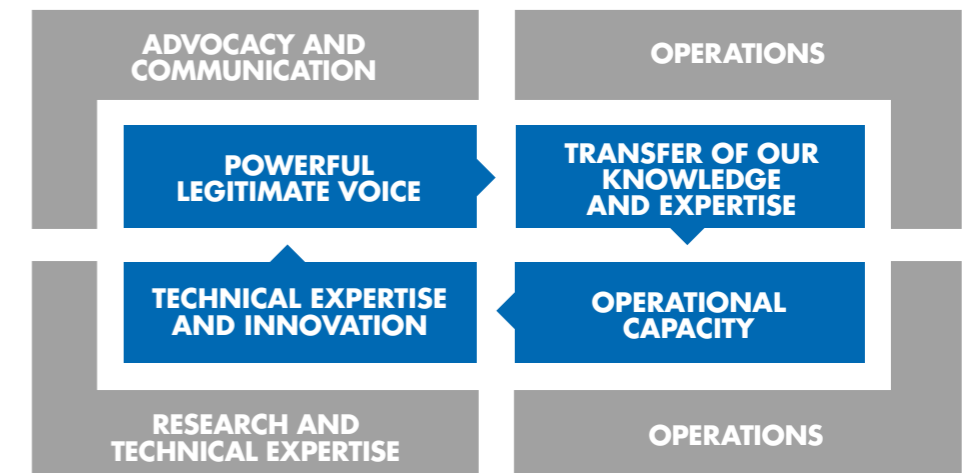 ADVOCACY AND
COMMUNICATION
OPERATIONS
POWERFUL
LEGITIMATE VOICE
TRANSFER OF OUR
KNOWLEDGE
AND EXPERTISE
TECHNICAL EXPERTISE
AND INNOVATION
OPERATIONAL
CAPACITY
RESEARCH AND
TECHNICAL EXPERTISE
OPERATIONS